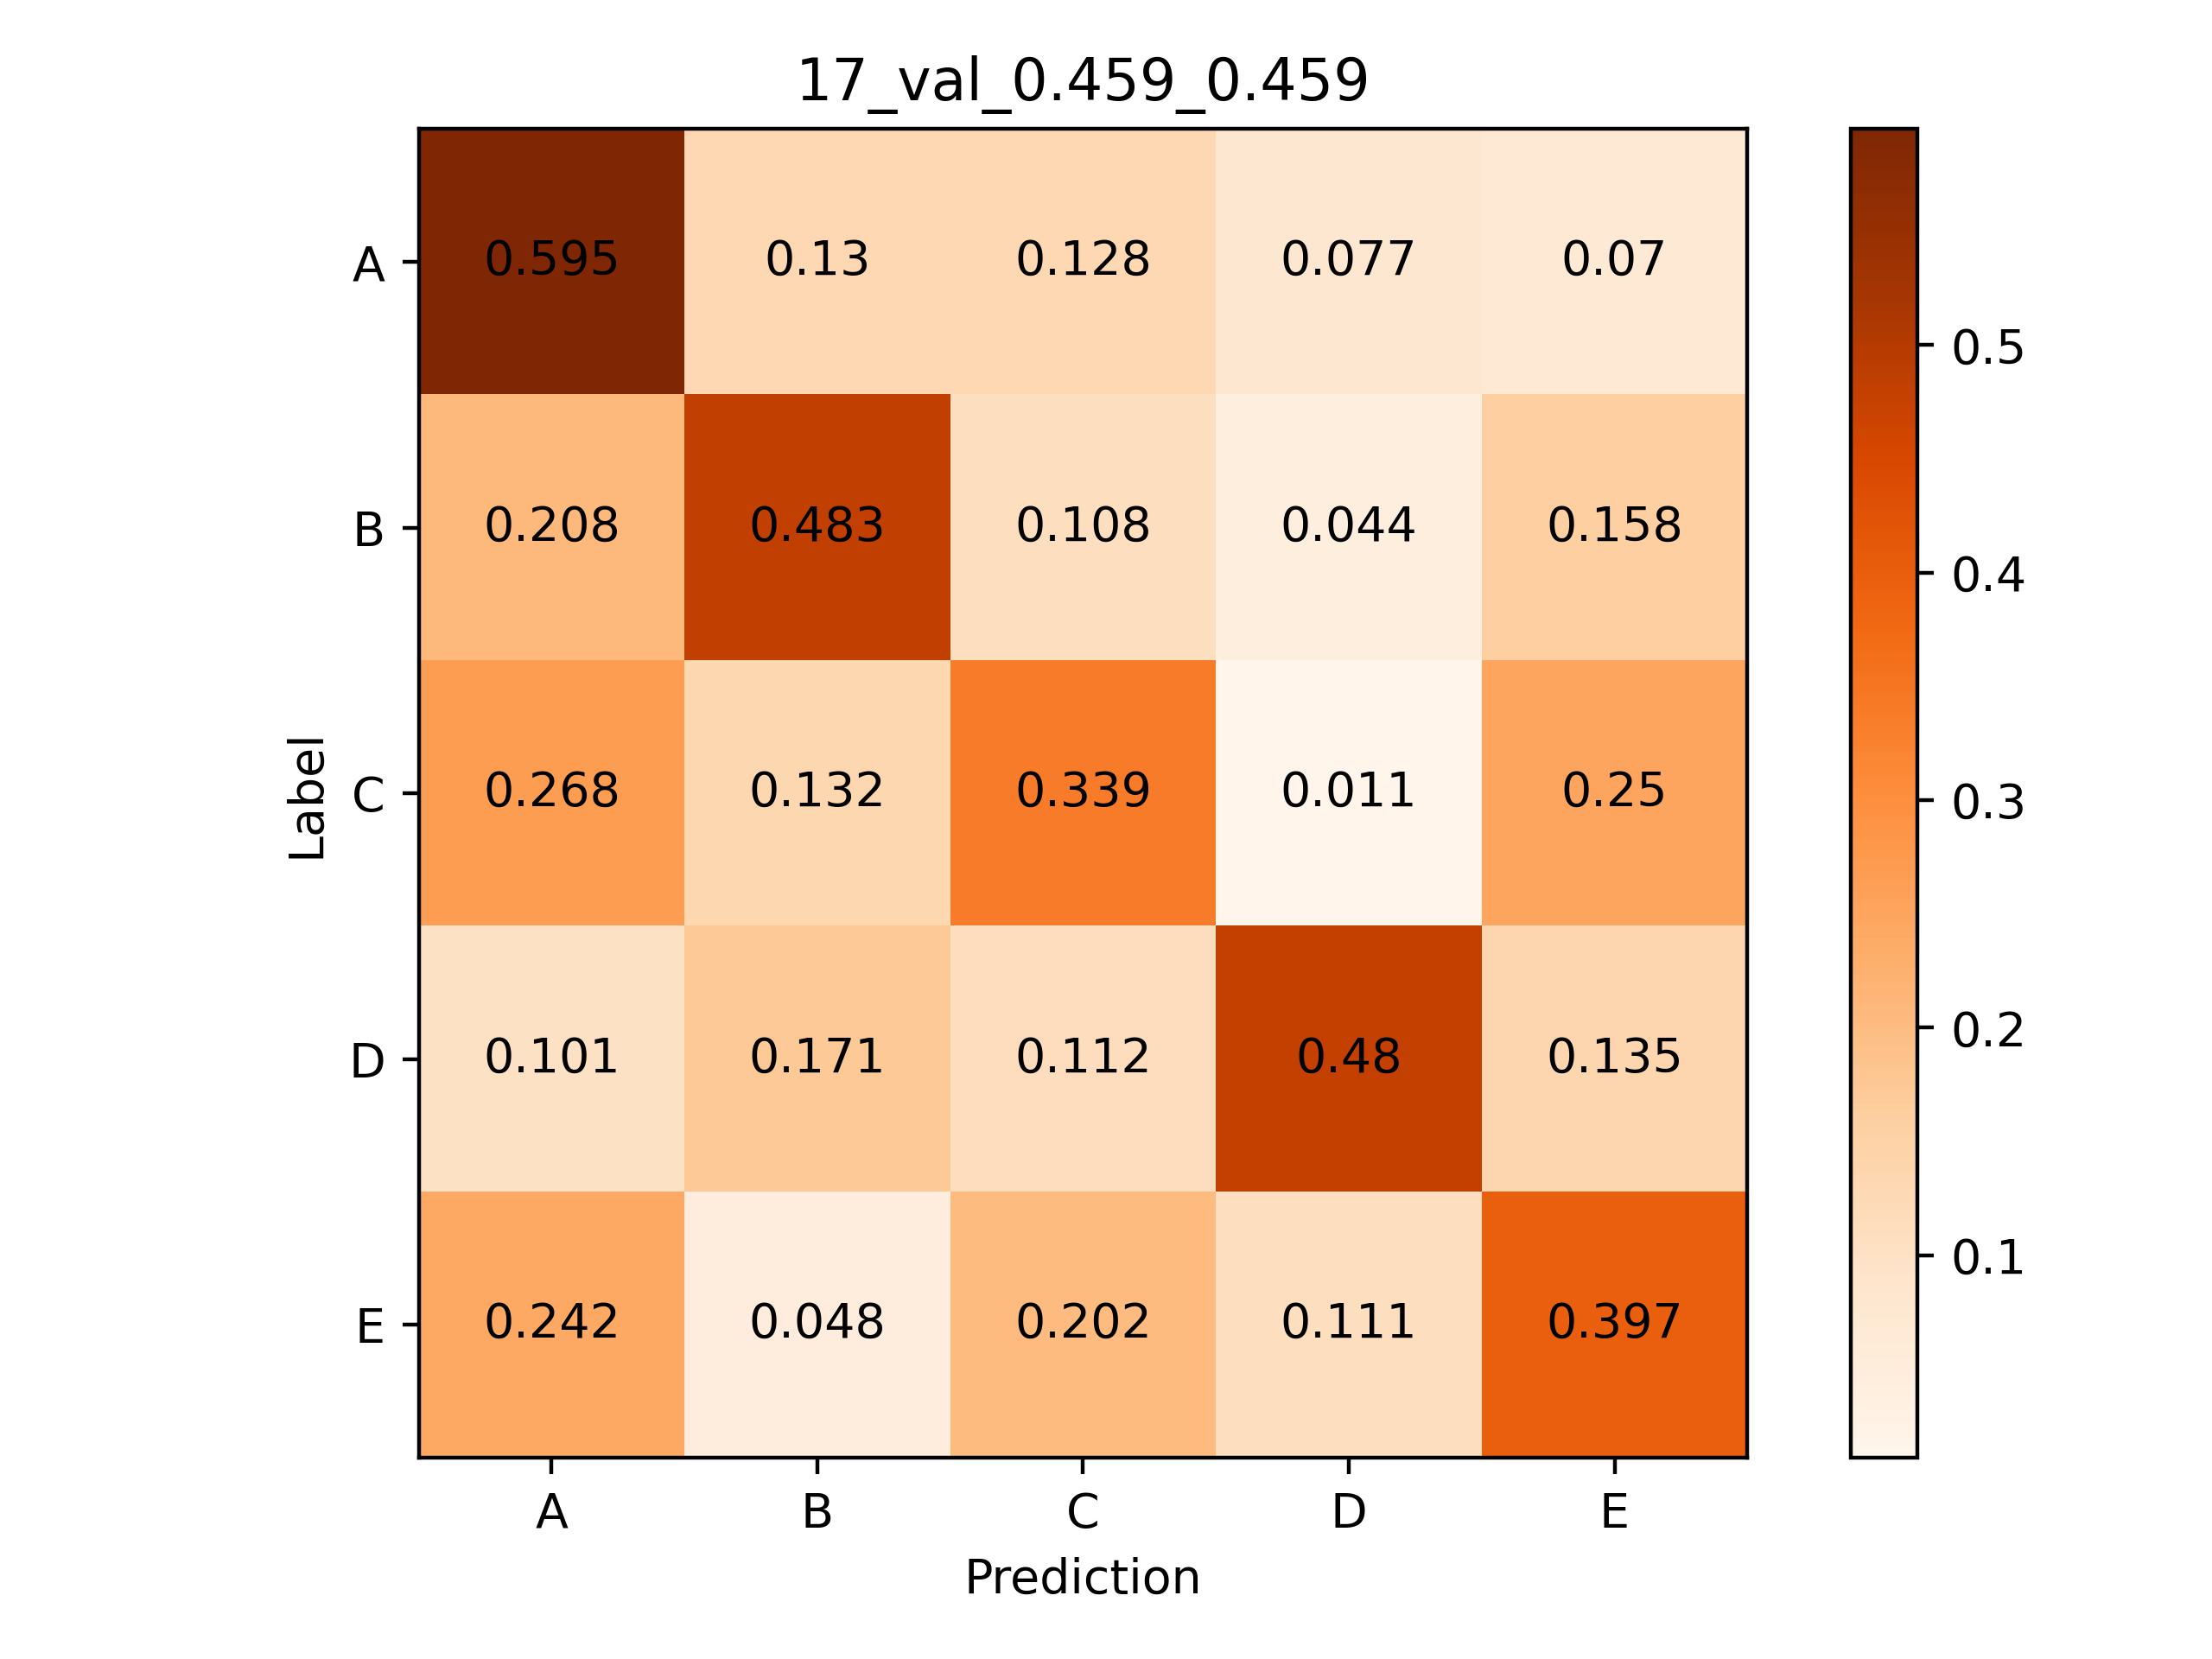 17_val_0.459_0.459
A 0.595 0.13 0.128 0.077 0.07
0.5
B 0.208 0.483 0.108 0.044 0.158
0.4
Label
C 0.268 0.132 0.339 0.011 0.25
0.3
D 0.101 0.171 0.112 0.48 0.135
0.2
E 0.242 0.048 0.202 0.111 0.397
0.1
A B C D E
Prediction